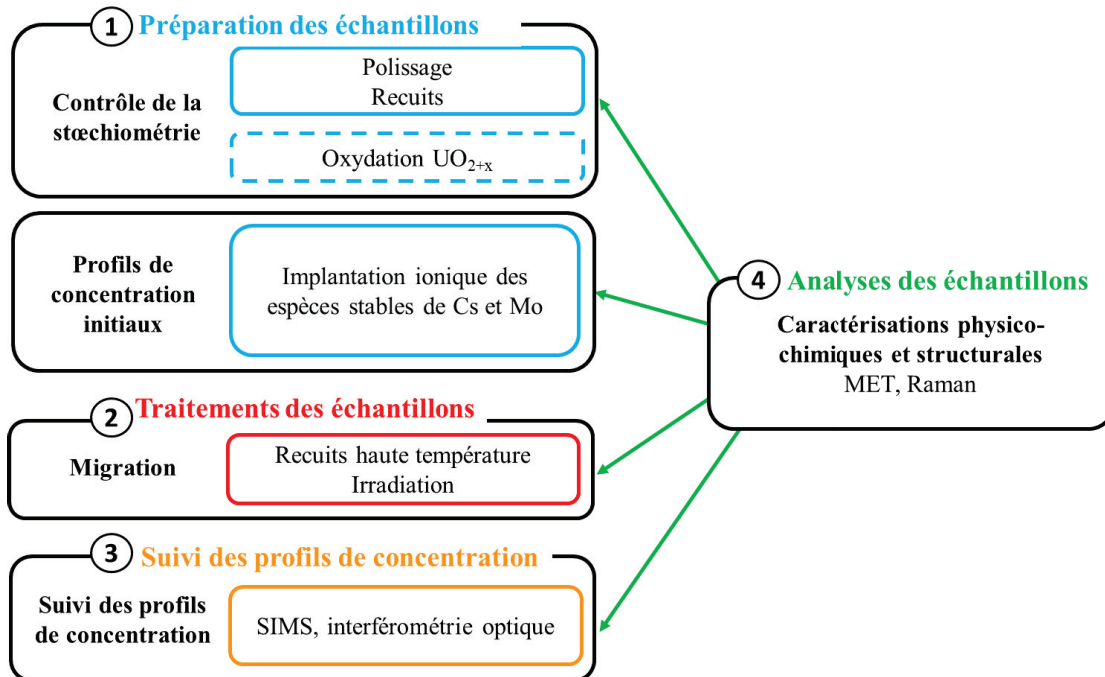 1 Préparation des échantillons
Contrôle de la
stœchiométrie
Polissage
Recuits
Oxydation UO2+x
Profils de
concentration
initiaux
Implantation ionique des
espèces stables de Cs et Mo
2 Traitements des échantillons
Migration
Recuits haute température
Irradiation
3 Suivi des profils de concentration
Suivi des profils
de concentration
SIMS, interférométrie optique
4 Analyses des échantillons
Caractérisations physico-
chimiques et structurales
MET, Raman